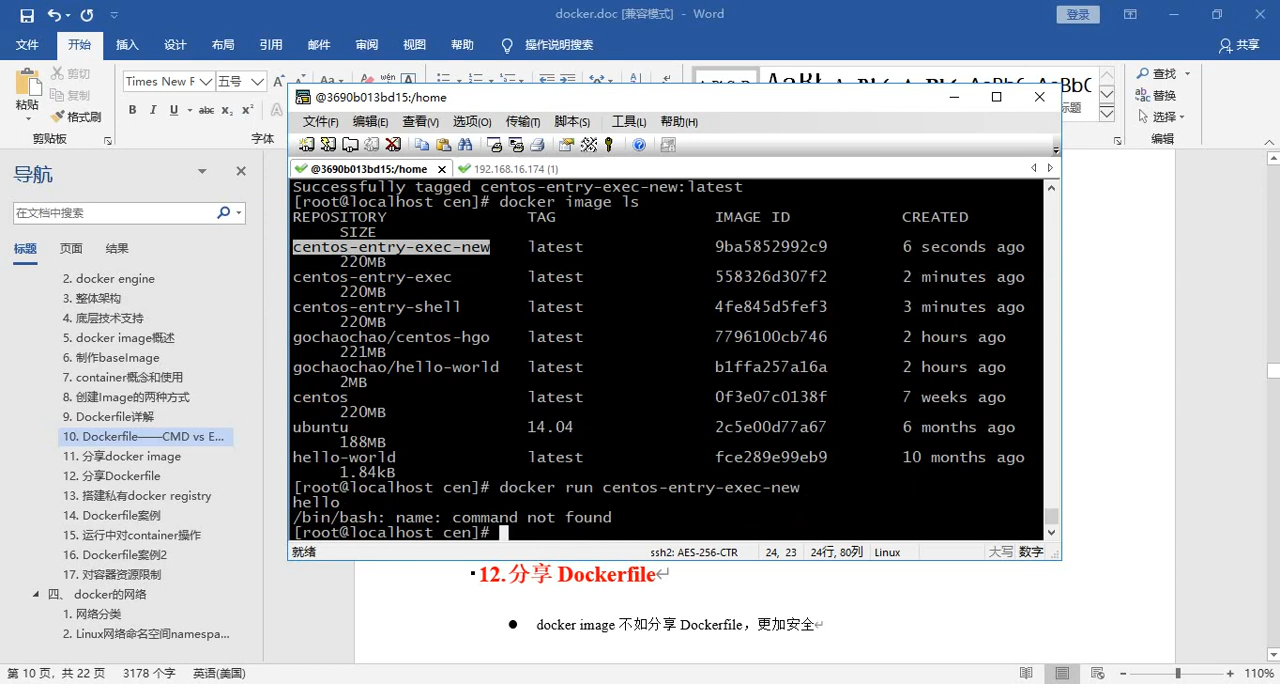 docker.doc [兼容模式] - Word
登录
文件 开始 插入 设计 布局 引用 邮件 审阅 视图 帮助 操作说明搜索 共享
粘贴
剪切
复制
格式刷
剪贴板
Times New F 五号
B I U abc x₂ x²
字体
查找
替换
选择
编辑
标题
导航
在文档中搜索
标题 页面 结果
2. docker engine
3. 整体架构
4. 底层技术支持
5. docker image概述
6. 制作baseImage
7. container概念和使用
8. 创建Image的两种方式
9. Dockerfile详解
10. Dockerfile——CMD vs E...
11. 分享docker image
12. 分享Dockerfile
13. 搭建私有docker registry
14. Dockerfile案例
15. 运行中对container操作
16. Dockerfile案例2
17. 对容器资源限制
四、 docker的网络
1. 网络分类
2. Linux网络命名空间namespa...
@3690b013bd15:/home
文件(F) 编辑(E) 查看(V) 选项(O) 传输(T) 脚本(S) 工具(L) 帮助(H)
@3690b013bd15:/home 192.168.16.174 (1)
Successfully tagged centos-entry-exec-new:latest
[root@localhost cen]# docker image ls
REPOSITORY TAG IMAGE ID CREATED
SIZE
centos-entry-exec-new latest 9ba5852992c9 6 seconds ago
220MB
centos-entry-exec latest 558326d307f2 2 minutes ago
220MB
centos-entry-shell latest 4fe845d5fef3 3 minutes ago
220MB
gochaochao/centos-hgo latest 7796100cb746 2 hours ago
221MB
gochaochao/hello-world latest b1ffa257a16a 2 hours ago
2MB
centos latest 0f3e07c0138f 7 weeks ago
220MB
ubuntu 14.04 2c5e00d77a67 6 months ago
188MB
hello-world latest fce289e99eb9 10 months ago
1.84kB
[root@localhost cen]# docker run centos-entry-exec-new
hello
/bin/bash: name: command not found
[root@localhost cen]#
就绪 ssh2: AES-256-CTR 24, 23 24行, 80列 Linux 大写 数字
12.分享 Dockerfile
● docker image 不如分享 Dockerfile，更加安全
第 10 页，共 22 页 3178 个字 英语(美国) 110%